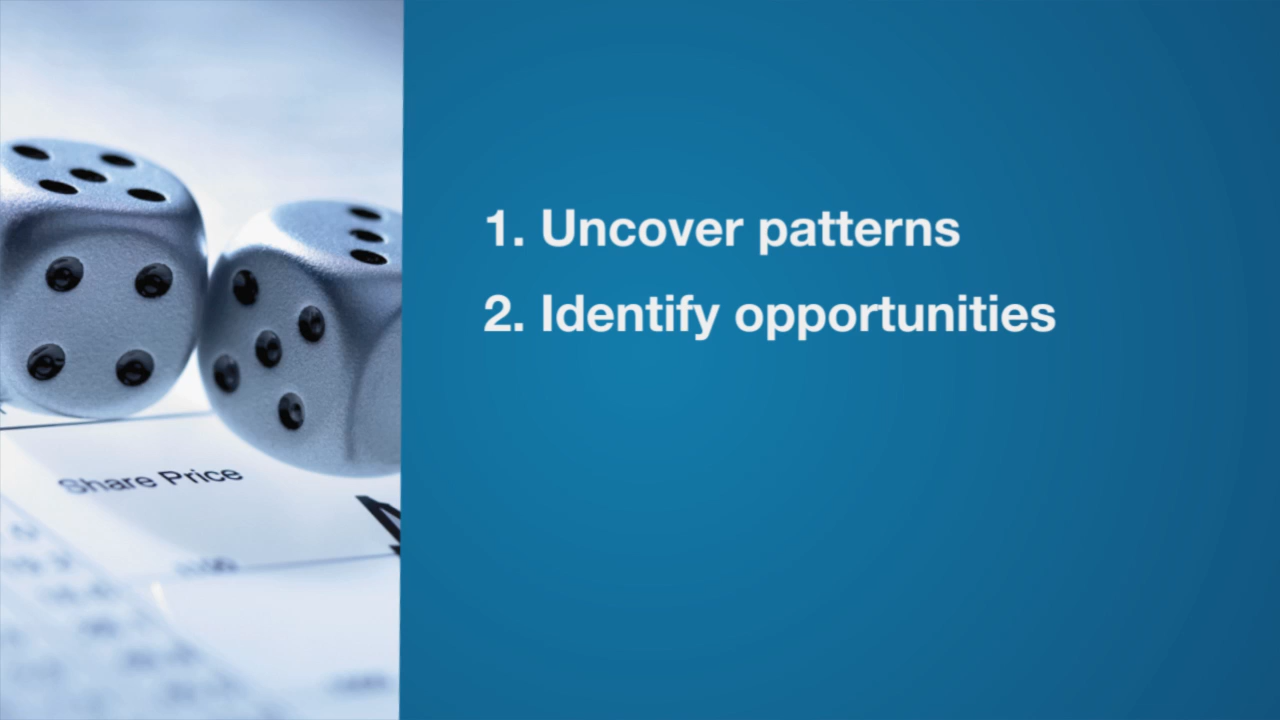 1. Uncover patterns
2. Identify opportunities
Share Price